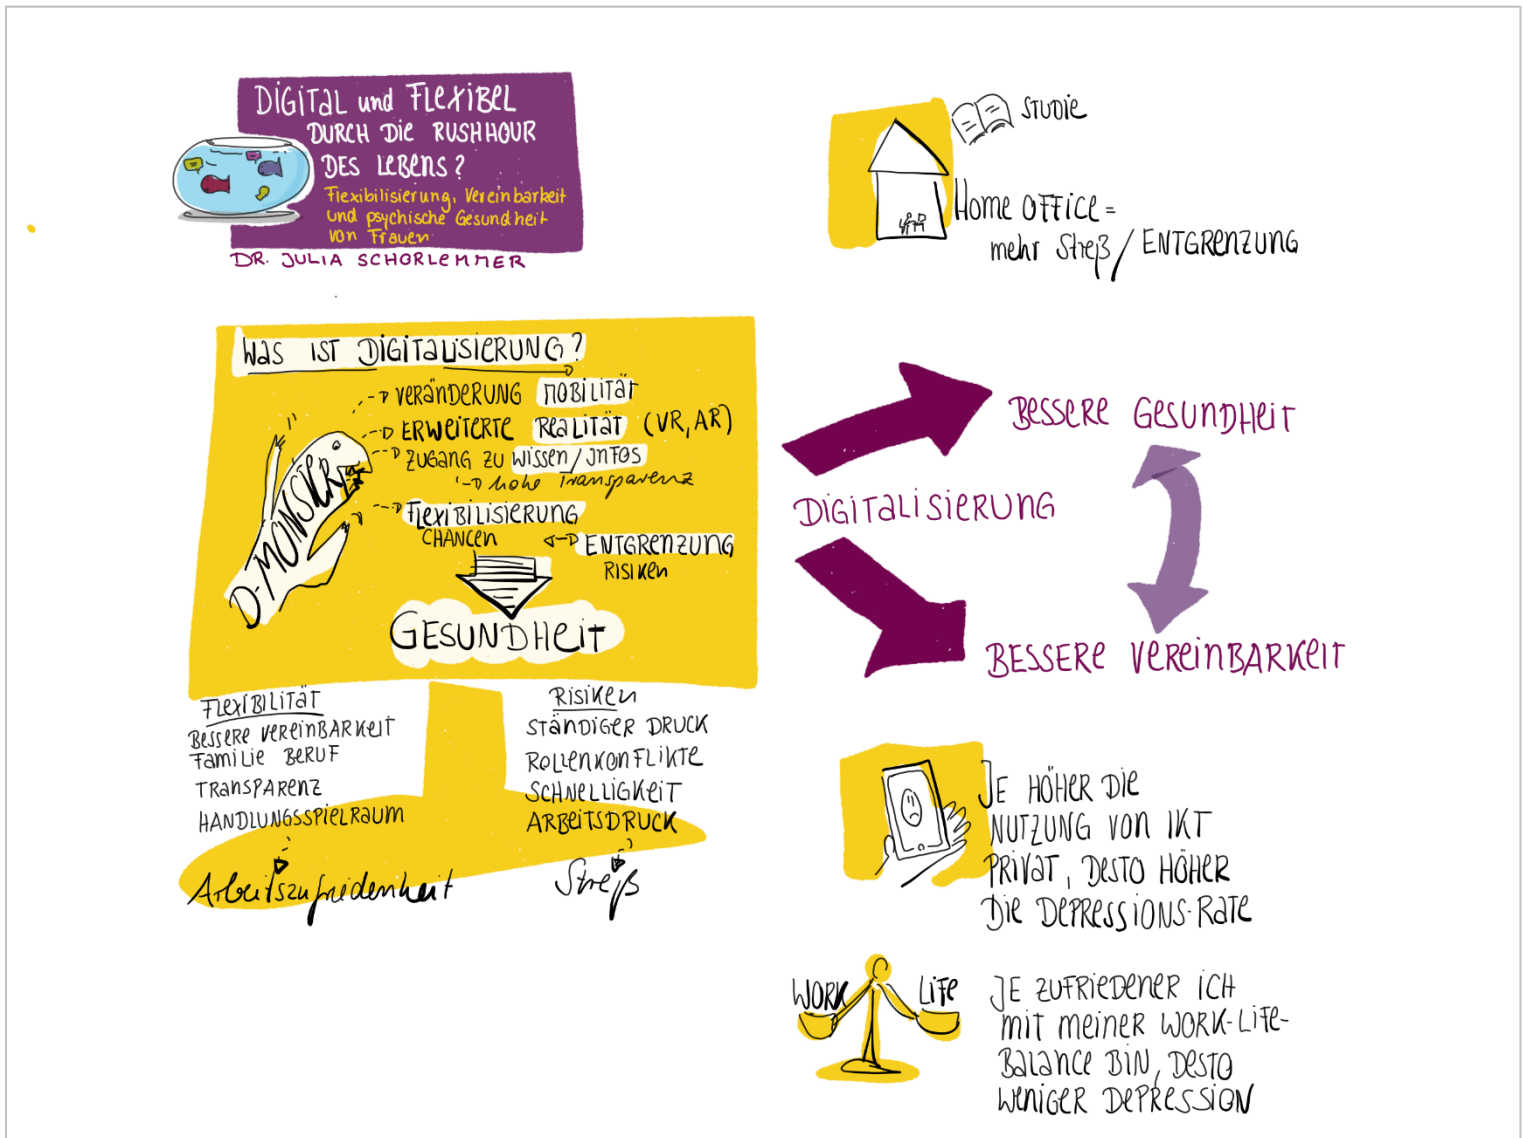 DIGITAL und FLEXIBEL
DURCH DIE RUSHHOUR
DES LEBENS?
Flexibilisierung, Vereinbarkeit
und psychische Gesundheit
von Frauen
DR. JULIA SCHORLEMMER
WAS IST DIGITALISIERUNG?
VERÄNDERUNG MOBILITÄT
ERWEITERTE REALITÄT (VR, AR)
ZUGANG ZU WISSEN/INFOS
hohe Transparenz
FLEXIBILISIERUNG
CHANCEN
ENTGRENZUNG
RISIKEN
D-MONSTER
GESUNDHEIT
FLEXIBILITÄT
BESSERE VEREINBARKEIT
FAMILIE BERUF
TRANSPARENZ
HANDLUNGSSPIELRAUM
Arbeitszufriedenheit
RISIKEN
STÄNDIGER DRUCK
ROLLENKONFLIKTE
SCHNELLIGKEIT
ARBEITSDRUCK
Streß
STUDIE
HOME OFFICE =
mehr Streß / ENTGRENZUNG
BESSERE GESUNDHEIT
DIGITALISIERUNG
BESSERE VEREINBARKEIT
JE HÖHER DIE
NUTZUNG VON IKT
PRIVAT, DESTO HÖHER
DIE DEPRESSIONS-RATE
WORK LIFE
JE ZUFRIEDENER ICH
MIT MEINER WORK-LIFE-
BALANCE BIN, DESTO
WENIGER DEPRESSION